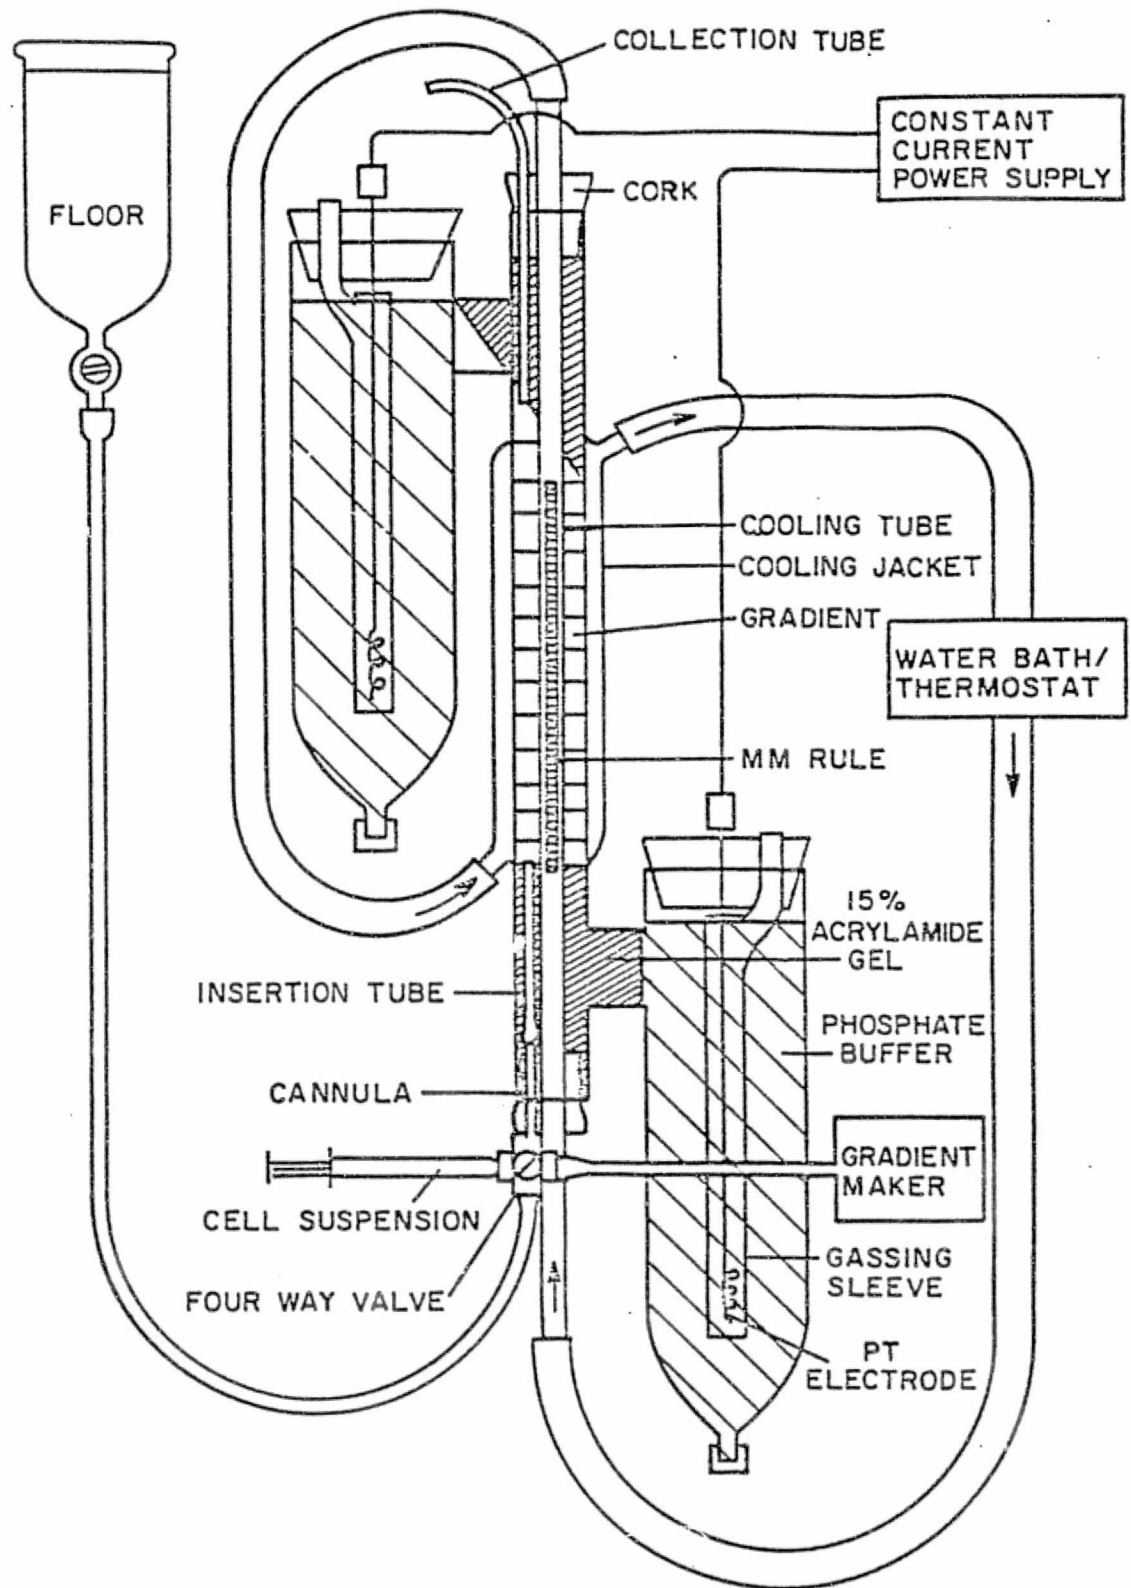 COLLECTION TUBE
CONSTANT
CURRENT
POWER SUPPLY
CORK
FLOOR
COOLING TUBE
COOLING JACKET
GRADIENT
WATER BATH/
THERMOSTAT
MM RULE
15%
ACRYLAMIDE
GEL
INSERTION TUBE
PHOSPHATE
BUFFER
CANNULA
GRADIENT
MAKER
CELL SUSPENSION
GASSING
SLEEVE
FOUR WAY VALVE
PT
ELECTRODE